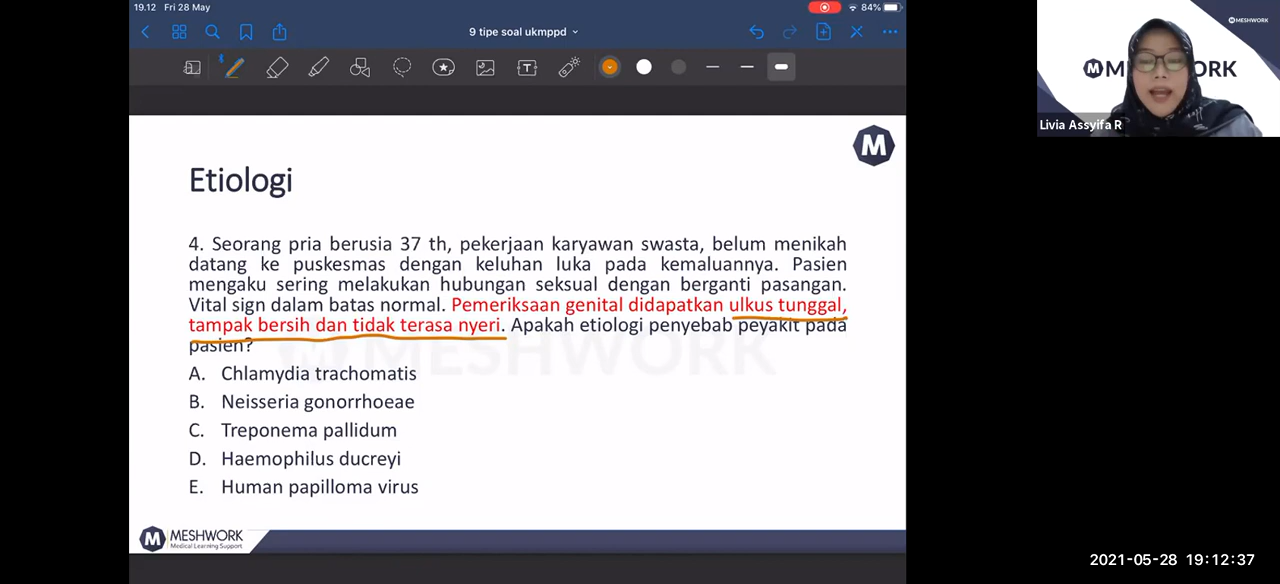 19.12 Fri 28 May
84%
9 tipe soal ukmppd
MESHWORK
MESHWORK
Livia Assyifa R
M
Etiologi
4. Seorang pria berusia 37 th, pekerjaan karyawan swasta, belum menikah
datang ke puskesmas dengan keluhan luka pada kemaluannya. Pasien
mengaku sering melakukan hubungan seksual dengan berganti pasangan.
Vital sign dalam batas normal. Pemeriksaan genital didapatkan ulkus tunggal,
tampak bersih dan tidak terasa nyeri. Apakah etiologi penyebab peyakit pada
pasien?
MESHWORK
A. Chlamydia trachomatis
B. Neisseria gonorrhoeae
C. Treponema pallidum
D. Haemophilus ducreyi
E. Human papilloma virus
M MESHWORK
Medical Learning Support
2021-05-28 19:12:37